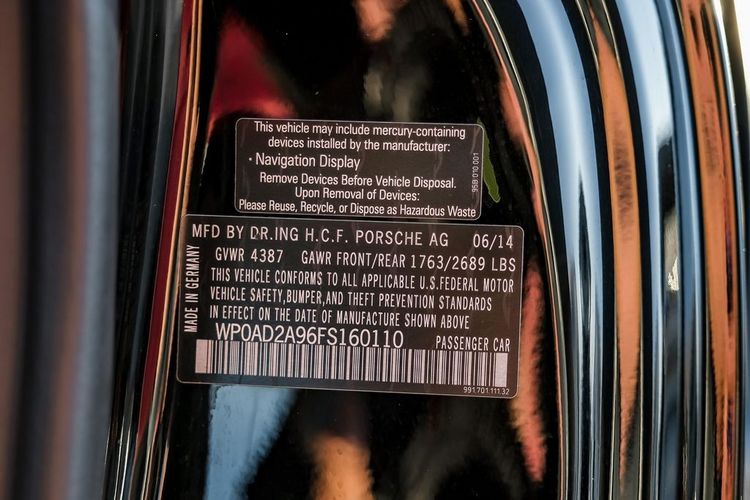 This vehicle may include mercury-containing
devices installed by the manufacturer:
· Navigation Display
Remove Devices Before Vehicle Disposal.
Upon Removal of Devices:
Please Reuse, Recycle, or Dispose as Hazardous Waste
958 010 001
MFD BY DR.ING H.C.F. PORSCHE AG 06/14
GVWR 4387 GAWR FRONT/REAR 1763/2689 LBS
THIS VEHICLE CONFORMS TO ALL APPLICABLE U.S.FEDERAL MOTOR
VEHICLE SAFETY,BUMPER,AND THEFT PREVENTION STANDARDS
IN EFFECT ON THE DATE OF MANUFACTURE SHOWN ABOVE
WP0AD2A96FS160110 PASSENGER CAR
MADE IN GERMANY
991.701.111.32